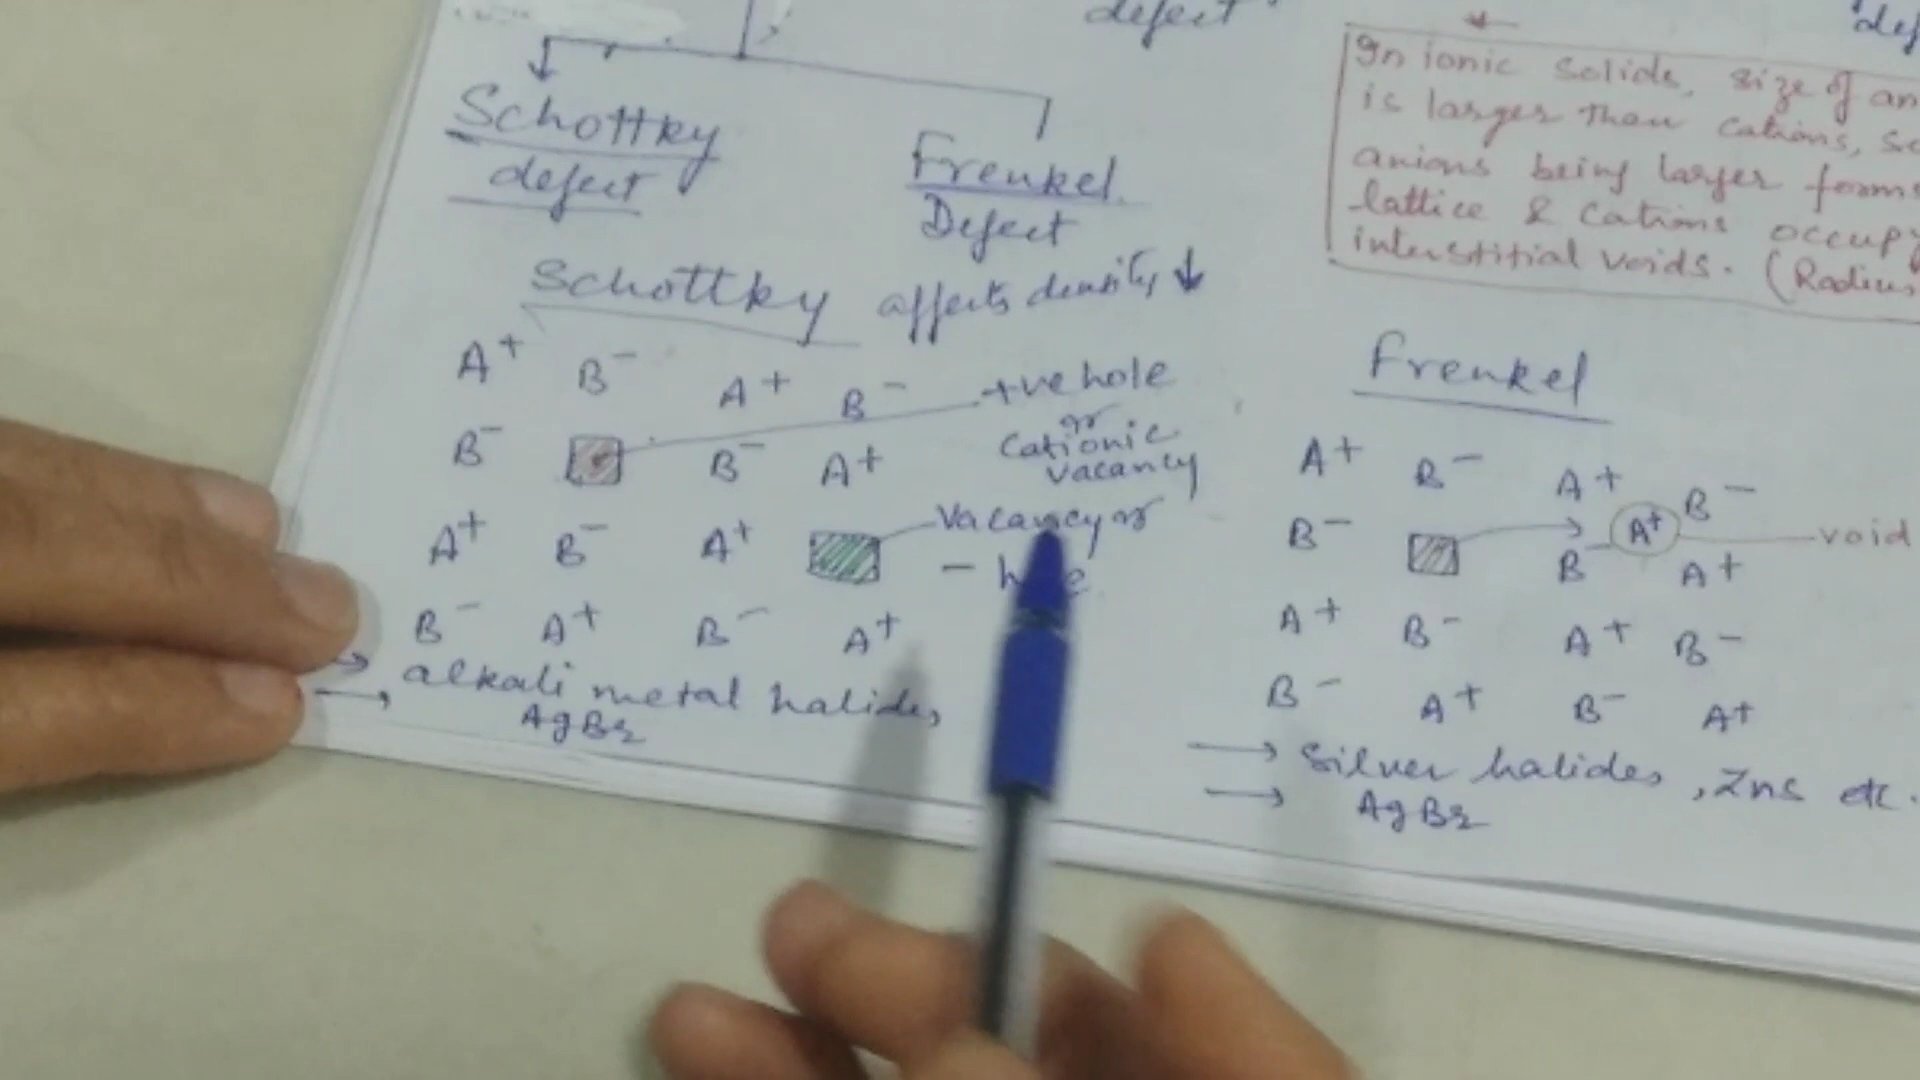 defect
def
Schottky
defect
Frenkel
Defect
In ionic solids, size of an
is larger than cations, so
anions being larger forms
lattice & cations occupy
interstitial voids. (Radius
Schottky affects density ↓
A+ B- A+ B-
+ve hole
or
Cationic
vacancy
B- B- A+
A+ B- A+
Vacancy or
- hole
B- A+ B- A+
→ alkali metal halides,
→ AgBr
Frenkel
A+ B- A+ B-
B- → A+ void
B- A+
A+ B- A+ B-
B- A+ B- A+
→ Silver halides, Zns etc.
→ AgBr